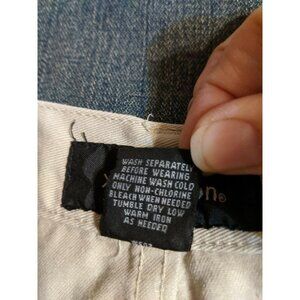 WASH SEPARATELY
BEFORE WEARING
MACHINE WASH COLD
ONLY NON-CHLORINE
BLEACH WHEN NEEDED
TUMBLE DRY LOW
WARM IRON
AS NEEDED